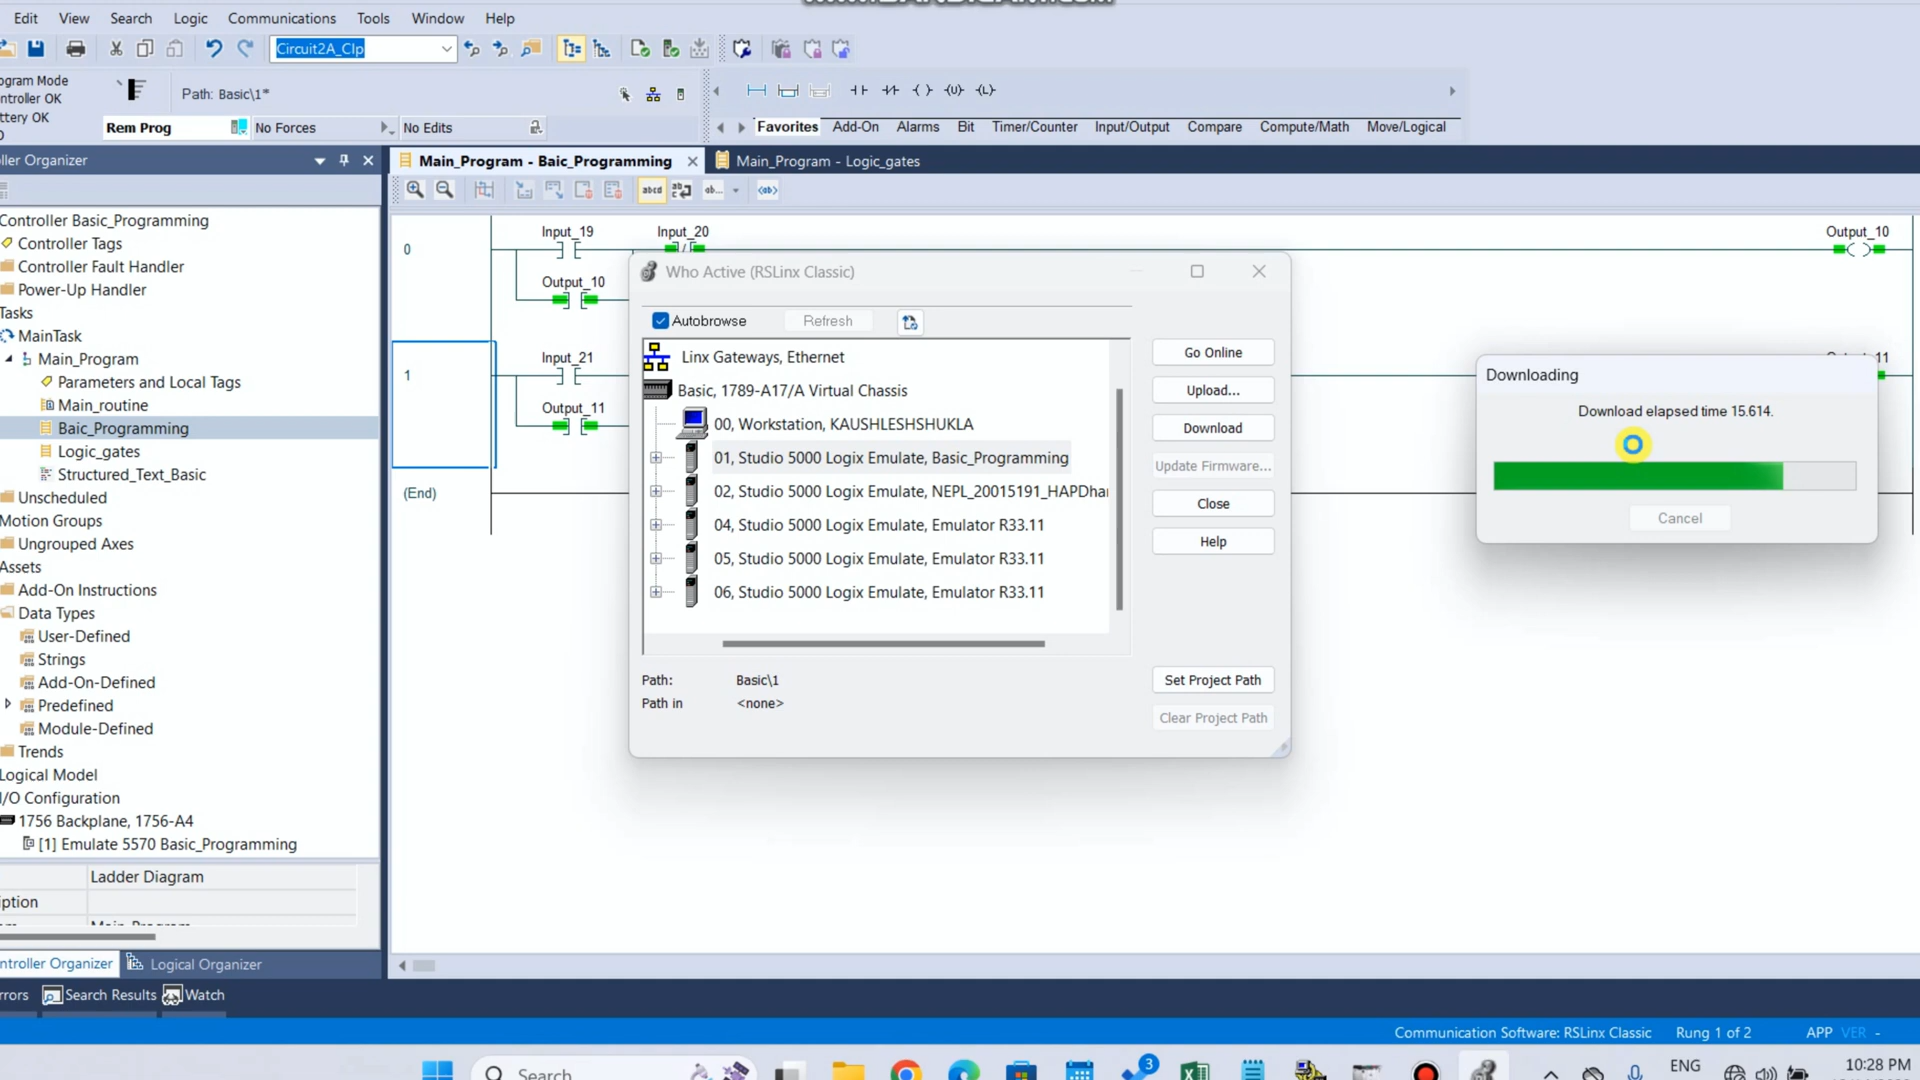 Edit View Search Logic Communications Tools Window Help
Circuit2A_Clp
ogram Mode
ontroller OK
ttery OK
Path: Basic\1*
Rem Prog No Forces No Edits
Favorites Add-On Alarms Bit Timer/Counter Input/Output Compare Compute/Math Move/Logical
ller Organizer
Main_Program - Baic_Programming
Main_Program - Logic_gates
Controller Basic_Programming
Controller Tags
Controller Fault Handler
Power-Up Handler
Tasks
MainTask
Main_Program
Parameters and Local Tags
Main_routine
Baic_Programming
Logic_gates
Structured_Text_Basic
Unscheduled
Motion Groups
Ungrouped Axes
Assets
Add-On Instructions
Data Types
User-Defined
Strings
Add-On-Defined
Predefined
Module-Defined
Trends
Logical Model
I/O Configuration
1756 Backplane, 1756-A4
[1] Emulate 5570 Basic_Programming
Ladder Diagram
iption
Main_Program
ntroller Organizer
Logical Organizer
rrors
Search Results
Watch
0
Input_19
Input_20
Output_10
Output_10
1
Input_21
Output_11
(End)
Who Active (RSLinx Classic)
Autobrowse
Refresh
Linx Gateways, Ethernet
Basic, 1789-A17/A Virtual Chassis
00, Workstation, KAUSHLESHSHUKLA
01, Studio 5000 Logix Emulate, Basic_Programming
02, Studio 5000 Logix Emulate, NEPL_20015191_HAPDhar
04, Studio 5000 Logix Emulate, Emulator R33.11
05, Studio 5000 Logix Emulate, Emulator R33.11
06, Studio 5000 Logix Emulate, Emulator R33.11
Go Online
Upload...
Download
Update Firmware...
Close
Help
Set Project Path
Clear Project Path
Path: Basic\1
Path in <none>
Downloading
Download elapsed time 15.614.
Cancel
Communication Software: RSLinx Classic Rung 1 of 2 APP VER -
Search
3
ENG
10:28 PM